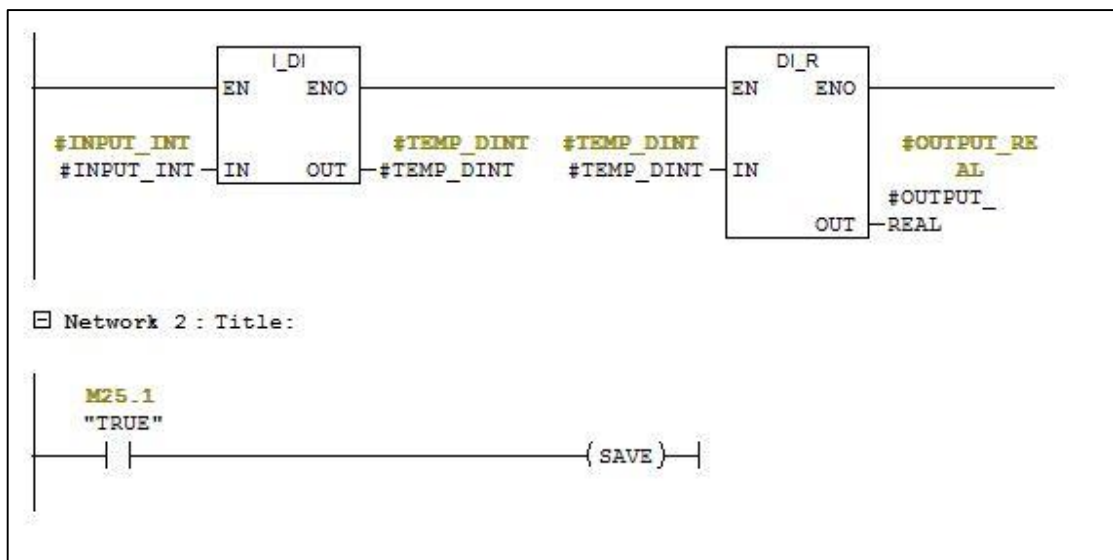 I_DI
DI_R
EN ENO
EN ENO
#INPUT_INT
#TEMP_DINT
#TEMP_DINT
#OUTPUT_RE
AL
#INPUT_INT
IN OUT
#TEMP_DINT
#TEMP_DINT
IN
#OUTPUT_
REAL
OUT
Network 2 : Title:
M25.1
"TRUE"
SAVE